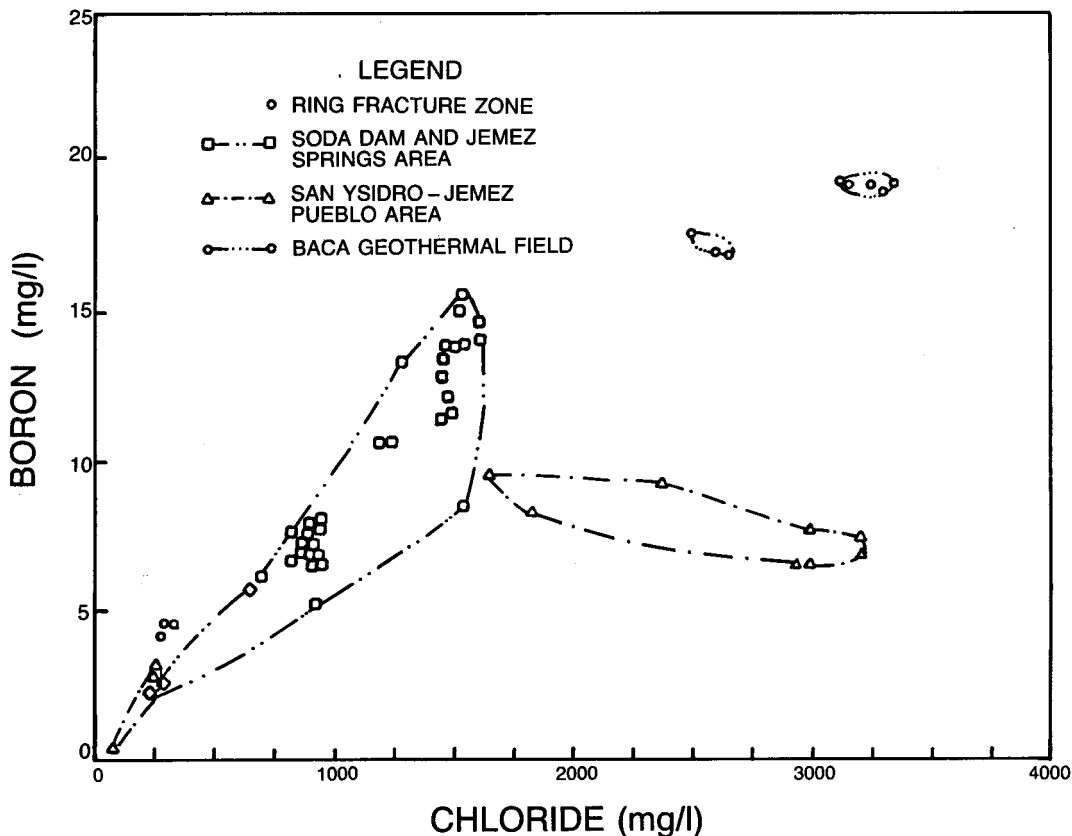 LEGEND
RING FRACTURE ZONE
SODA DAM AND JEMEZ
SPRINGS AREA
SAN YSIDRO – JEMEZ
PUEBLO AREA
BACA GEOTHERMAL FIELD
BORON (mg/l)
25
20
15
10
5
0
0 1000 2000 3000 4000
CHLORIDE (mg/l)